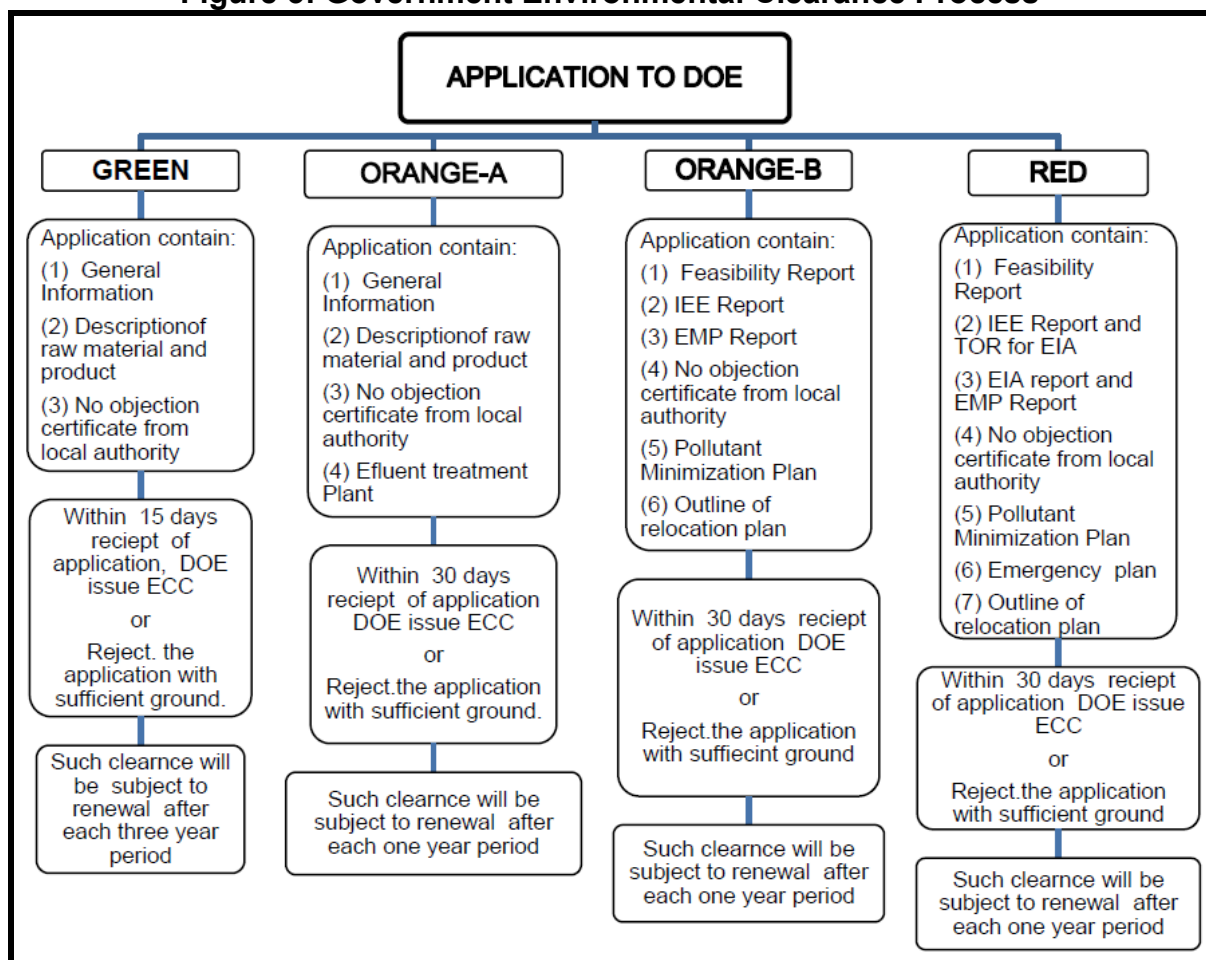 Figure 3: Government Environmental Clearance Process
APPLICATION TO DOE
GREEN
Application contain:
(1) General
Information
(2) Descriptionof
raw material and
product
(3) No objection
certificate from
local authority
Within 15 days
reciept of
application, DOE
issue ECC
or
Reject. the
application with
sufficient ground.
Such clearnce will
be subject to
renewal after
each three year
period
ORANGE-A
Application contain:
(1) General
Information
(2) Descriptionof raw
material and product
(3) No objection
certificate from local
authority
(4) Efluent treatment
Plant
Within 30 days
reciept of application
DOE issue ECC
or
Reject.the application
with sufficient ground.
Such clearnce will be
subject to renewal after
each one year period
ORANGE-B
Application contain:
(1) Feasibility Report
(2) IEE Report
(3) EMP Report
(4) No objection
certificate from local
authority
(5) Pollutant
Minimization Plan
(6) Outline of
relocation plan
Within 30 days reciept
of application DOE
issue ECC
or
Reject.the application
with suffiecint ground
Such clearnce will be
subject to renewal after
each one year period
RED
Application contain:
(1) Feasibility
Report
(2) IEE Report and
TOR for EIA
(3) EIA report and
EMP Report
(4) No objection
certificate from local
authority
(5) Pollutant
Minimization Plan
(6) Emergency plan
(7) Outline of
relocation plan
Within 30 days reciept
of application DOE issue
ECC
or
Reject.the application
with sufficient ground
Such clearnce will be
subject to renewal after
each one year period